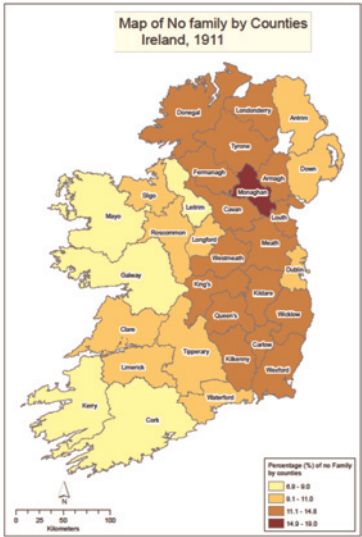 Map of No family by Counties
Ireland, 1911
Donegal
Londonderry
Antrim
Tyrone
Fermanagh
Armagh
Down
Monaghan
Sligo
Leitrim
Cavan
Louth
Mayo
Roscommon
Longford
Meath
Westmeath
Galway
Dublin
King's
Kildare
Queen's
Wicklow
Clare
Carlow
Tipperary
Kilkenny
Limerick
Wexford
Waterford
Kerry
Cork
N
0 25 50 100
Kilometers
Percentage (%) of no Family
by counties
6.9 - 9.0
9.1 - 11.0
11.1 - 14.8
14.9 - 19.0